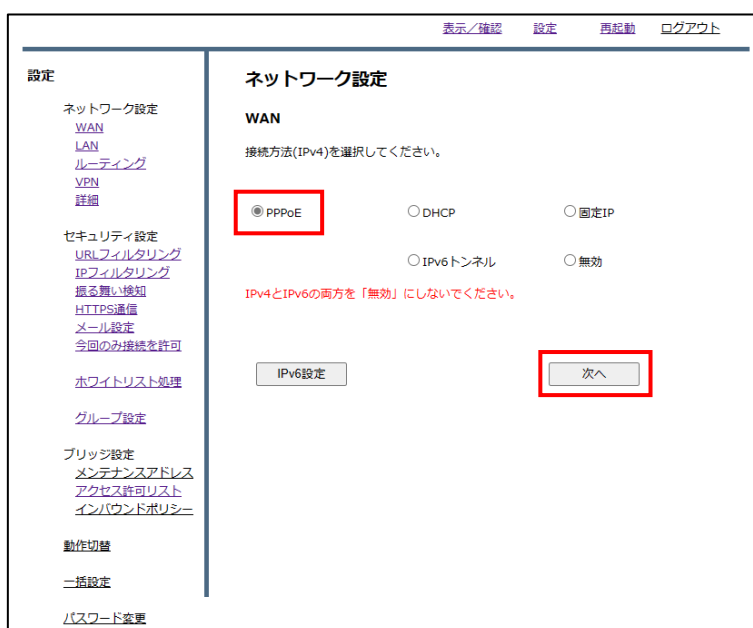 表示／確認 設定 再起動 ログアウト
設定
ネットワーク設定
WAN
LAN
ルーティング
VPN
詳細
セキュリティ設定
URLフィルタリング
IPフィルタリング
振る舞い検知
HTTPS通信
メール設定
今回のみ接続を許可
ホワイトリスト処理
グループ設定
ブリッジ設定
メンテナンスアドレス
アクセス許可リスト
インバウンドポリシー
動作切替
一括設定
パスワード変更
ネットワーク設定
WAN
接続方法(IPv4)を選択してください。
PPPoE DHCP 固定IP
IPv6トンネル 無効
IPv4とIPv6の両方を「無効」にしないでください。
IPv6設定 次へ